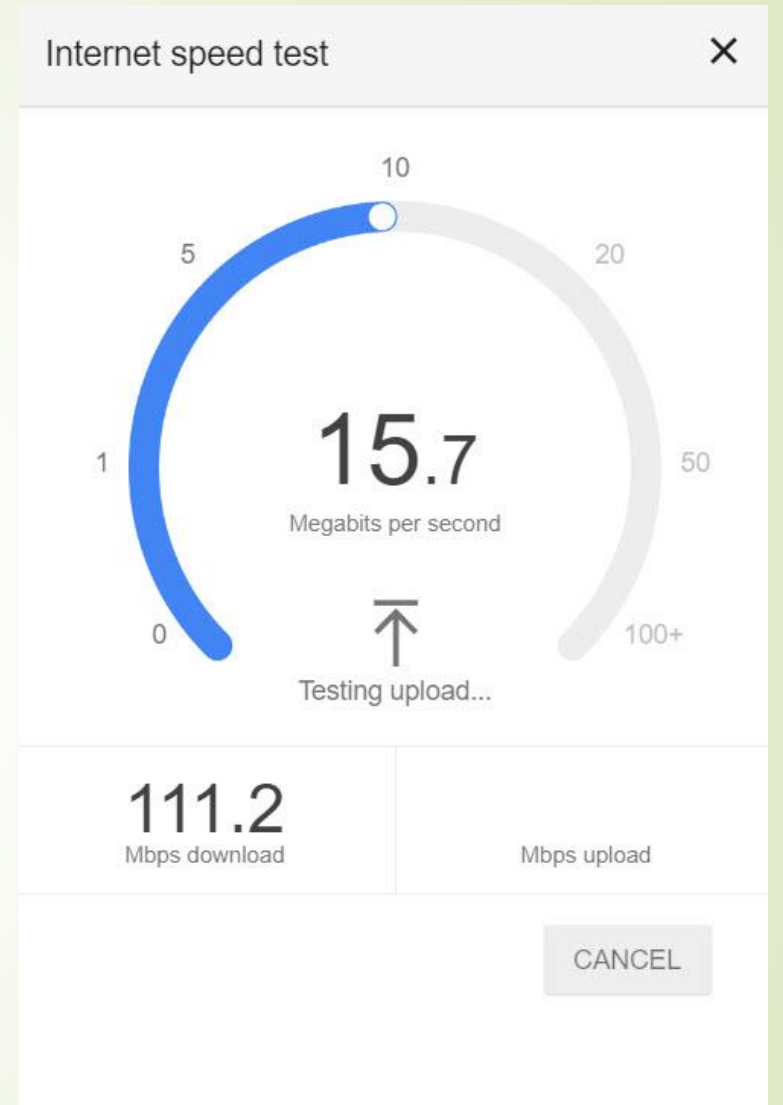 Internet speed test
10
5
20
15.7
1
50
Megabits per second
0
100+
Testing upload...
111.2
Mbps download
Mbps upload
CANCEL